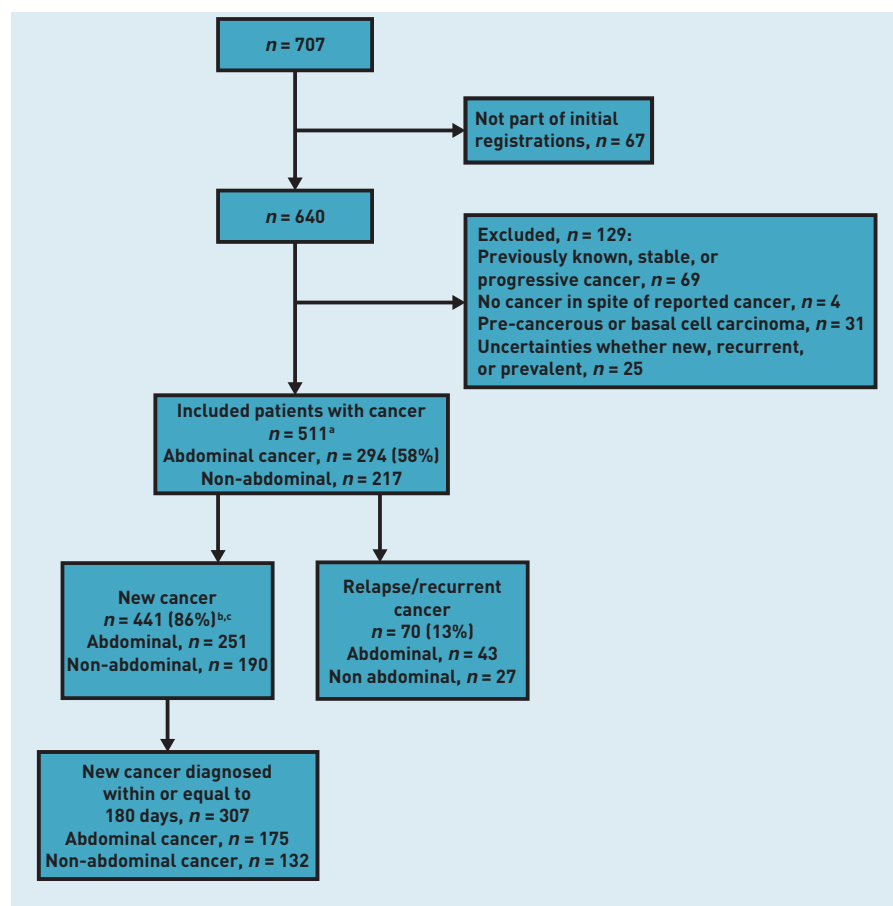 n = 707
Not part of initial
registrations, n = 67
n = 640
Excluded, n = 129:
Previously known, stable, or
progressive cancer, n = 69
No cancer in spite of reported cancer, n = 4
Pre-cancerous or basal cell carcinoma, n = 31
Uncertainties whether new, recurrent,
or prevalent, n = 25
Included patients with cancer
n = 511ᵃ
Abdominal cancer, n = 294 (58%)
Non-abdominal, n = 217
New cancer
n = 441 (86%)ᵇ,ᶜ
Abdominal, n = 251
Non-abdominal, n = 190
Relapse/recurrent
cancer
n = 70 (13%)
Abdominal, n = 43
Non abdominal, n = 27
New cancer diagnosed
within or equal to
180 days, n = 307
Abdominal cancer, n = 175
Non-abdominal cancer, n = 132